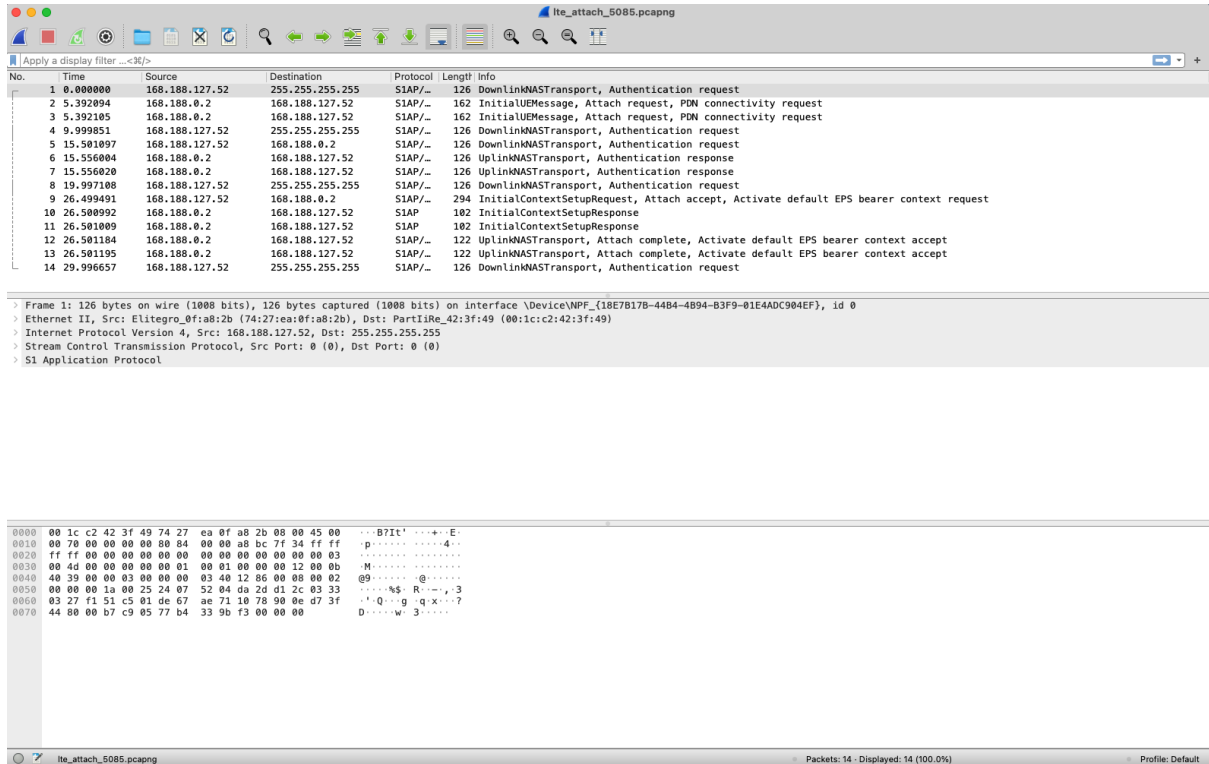 lte_attach_5085.pcapng
Apply a display filter ...<⌘/>
No. Time Source Destination Protocol Length Info
1 0.000000 168.188.127.52 255.255.255.255 S1AP/… 126 DownlinkNASTransport, Authentication request
2 5.392094 168.188.0.2 168.188.127.52 S1AP/… 162 InitialUEMessage, Attach request, PDN connectivity request
3 5.392105 168.188.0.2 168.188.127.52 S1AP/… 162 InitialUEMessage, Attach request, PDN connectivity request
4 9.999851 168.188.127.52 255.255.255.255 S1AP/… 126 DownlinkNASTransport, Authentication request
5 15.501097 168.188.127.52 168.188.0.2 S1AP/… 126 DownlinkNASTransport, Authentication request
6 15.556004 168.188.0.2 168.188.127.52 S1AP/… 126 UplinkNASTransport, Authentication response
7 15.556020 168.188.0.2 168.188.127.52 S1AP/… 126 UplinkNASTransport, Authentication response
8 19.997108 168.188.127.52 255.255.255.255 S1AP/… 126 DownlinkNASTransport, Authentication request
9 26.499491 168.188.127.52 168.188.0.2 S1AP/… 294 InitialContextSetupRequest, Attach accept, Activate default EPS bearer context request
10 26.500992 168.188.0.2 168.188.127.52 S1AP 102 InitialContextSetupResponse
11 26.501009 168.188.0.2 168.188.127.52 S1AP 102 InitialContextSetupResponse
12 26.501184 168.188.0.2 168.188.127.52 S1AP/… 122 UplinkNASTransport, Attach complete, Activate default EPS bearer context accept
13 26.501195 168.188.0.2 168.188.127.52 S1AP/… 122 UplinkNASTransport, Attach complete, Activate default EPS bearer context accept
14 29.996657 168.188.127.52 255.255.255.255 S1AP/… 126 DownlinkNASTransport, Authentication request
> Frame 1: 126 bytes on wire (1008 bits), 126 bytes captured (1008 bits) on interface \Device\NPF_{18E7B17B-44B4-4B94-B3F9-01E4ADC904EF}, id 0
> Ethernet II, Src: Elitegro_0f:a8:2b (74:27:ea:0f:a8:2b), Dst: PartIiRe_42:3f:49 (00:1c:c2:42:3f:49)
> Internet Protocol Version 4, Src: 168.188.127.52, Dst: 255.255.255.255
> Stream Control Transmission Protocol, Src Port: 0 (0), Dst Port: 0 (0)
> S1 Application Protocol
0000 00 1c c2 42 3f 49 74 27 ea 0f a8 2b 08 00 45 00 ···B?It' ···+··E·
0010 00 70 00 00 00 00 80 84 00 00 a8 bc 7f 34 ff ff ·p······ ·····4··
0020 ff ff 00 00 00 00 00 00 00 00 00 00 00 00 00 03 ········ ········
0030 00 4d 00 00 00 00 00 01 00 01 00 00 00 12 00 0b ·M······ ········
0040 40 39 00 00 03 00 00 00 03 40 12 86 00 08 00 02 @9······ ·@······
0050 00 00 00 1a 00 25 24 07 52 04 da 2d d1 2c 03 33 ·····%$· R··-·,·3
0060 03 27 f1 51 c5 01 de 67 ae 71 10 78 90 0e d7 3f ·'·Q···g ·q·x···?
0070 44 80 00 b7 c9 05 77 b4 33 9b f3 00 00 00 D·····w· 3·····
lte_attach_5085.pcapng Packets: 14 · Displayed: 14 (100.0%) Profile: Default